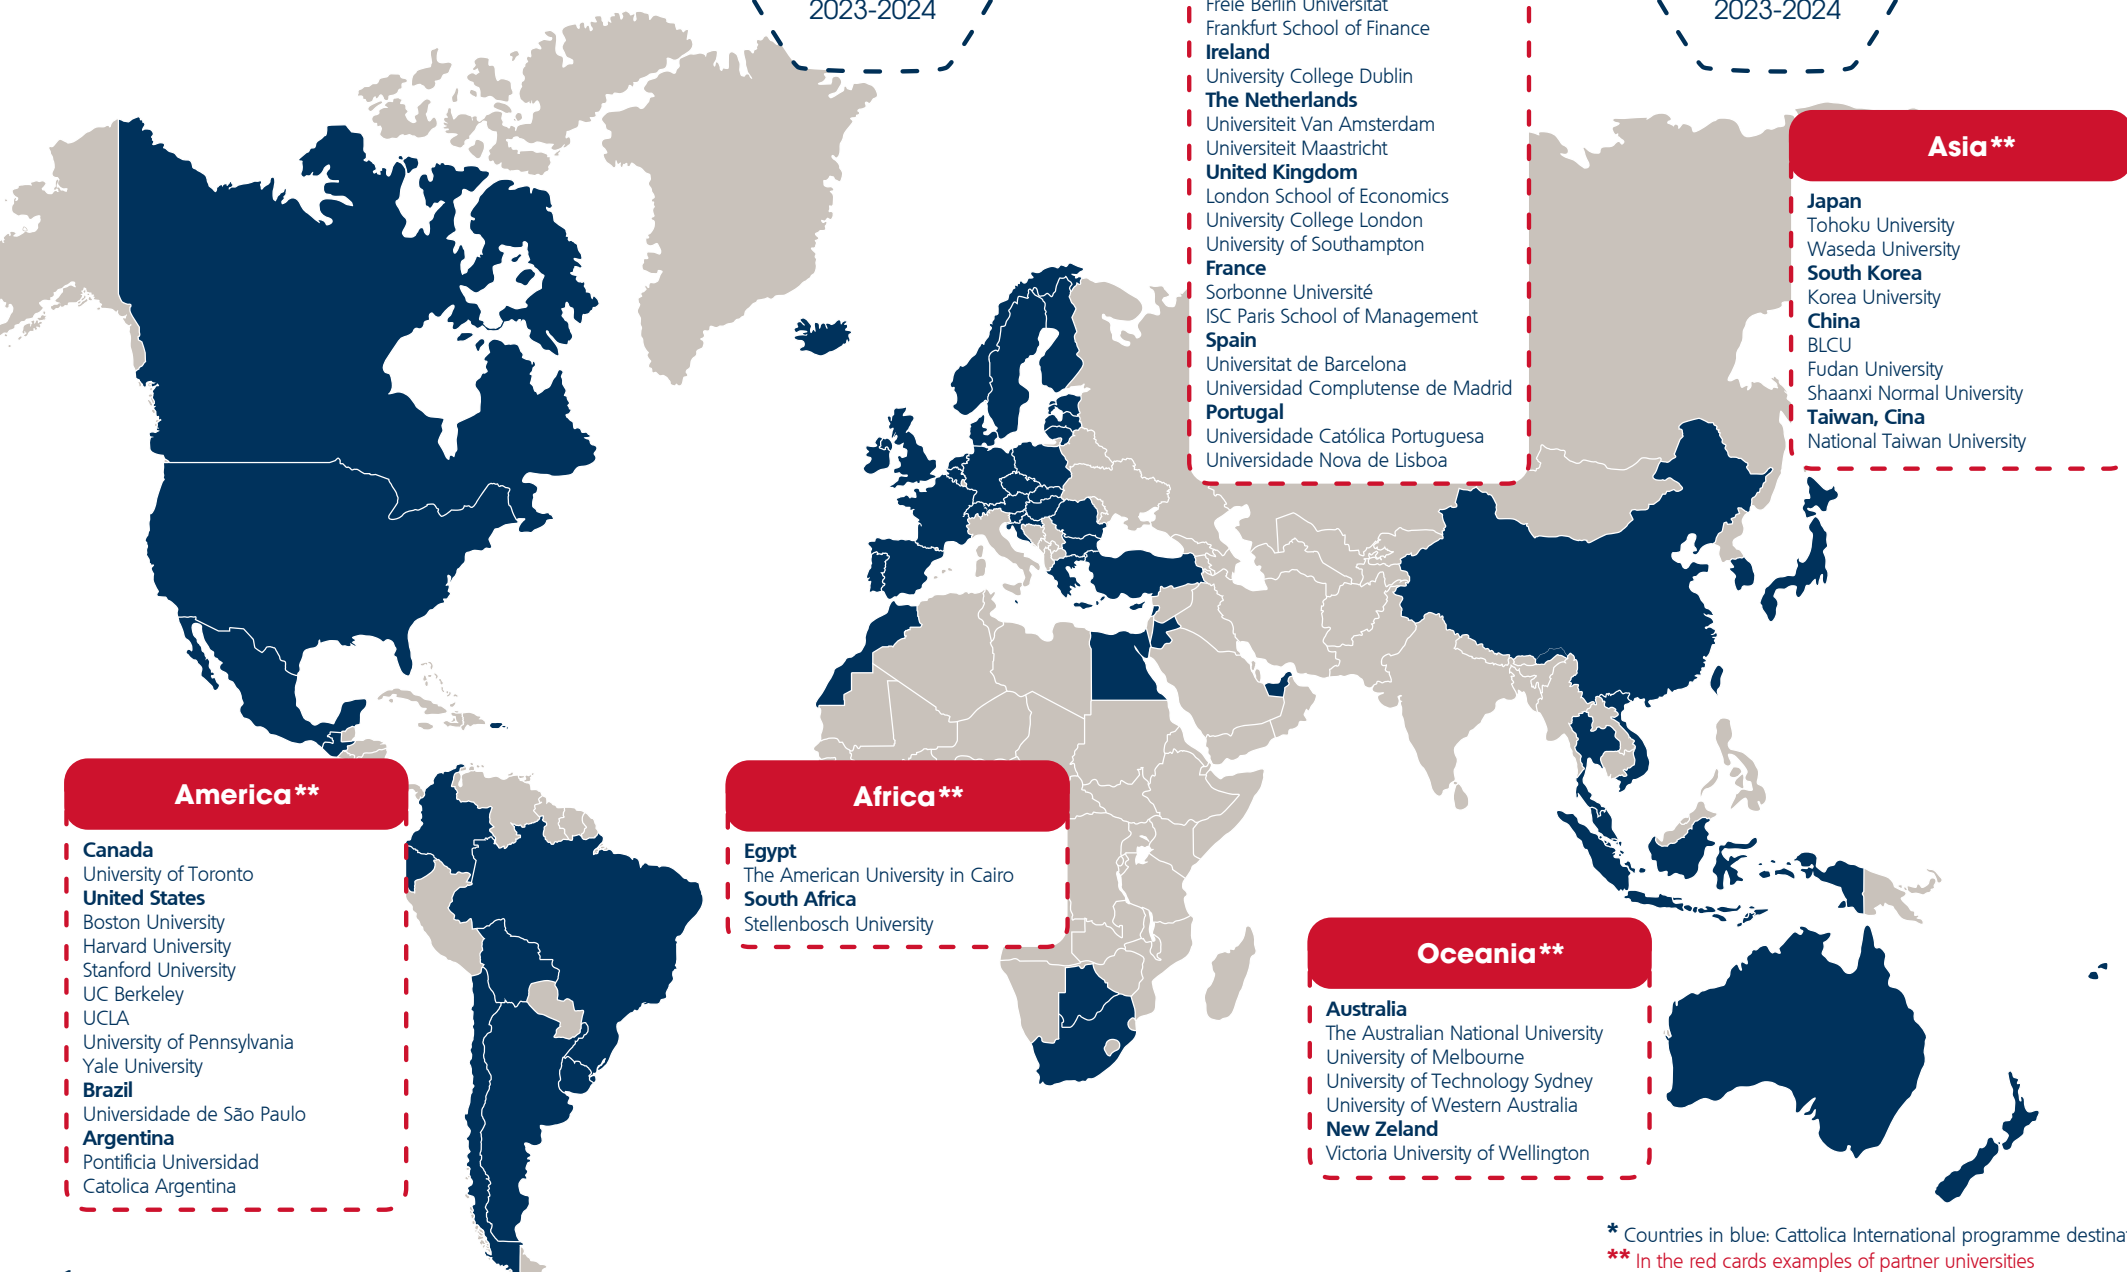 2023-2024
2023-2024
Freie Berlin Universität
Frankfurt School of Finance
Ireland
University College Dublin
The Netherlands
Universiteit Van Amsterdam
Universiteit Maastricht
United Kingdom
London School of Economics
University College London
University of Southampton
France
Sorbonne Université
ISC Paris School of Management
Spain
Universitat de Barcelona
Universidad Complutense de Madrid
Portugal
Universidade Católica Portuguesa
Universidade Nova de Lisboa
Asia**
Japan
Tohoku University
Waseda University
South Korea
Korea University
China
BLCU
Fudan University
Shaanxi Normal University
Taiwan, Cina
National Taiwan University
America**
Canada
University of Toronto
United States
Boston University
Harvard University
Stanford University
UC Berkeley
UCLA
University of Pennsylvania
Yale University
Brazil
Universidade de São Paulo
Argentina
Pontificia Universidad
Catolica Argentina
Africa**
Egypt
The American University in Cairo
South Africa
Stellenbosch University
Oceania**
Australia
The Australian National University
University of Melbourne
University of Technology Sydney
University of Western Australia
New Zeland
Victoria University of Wellington
* Countries in blue: Cattolica International programme destina
** In the red cards examples of partner universities